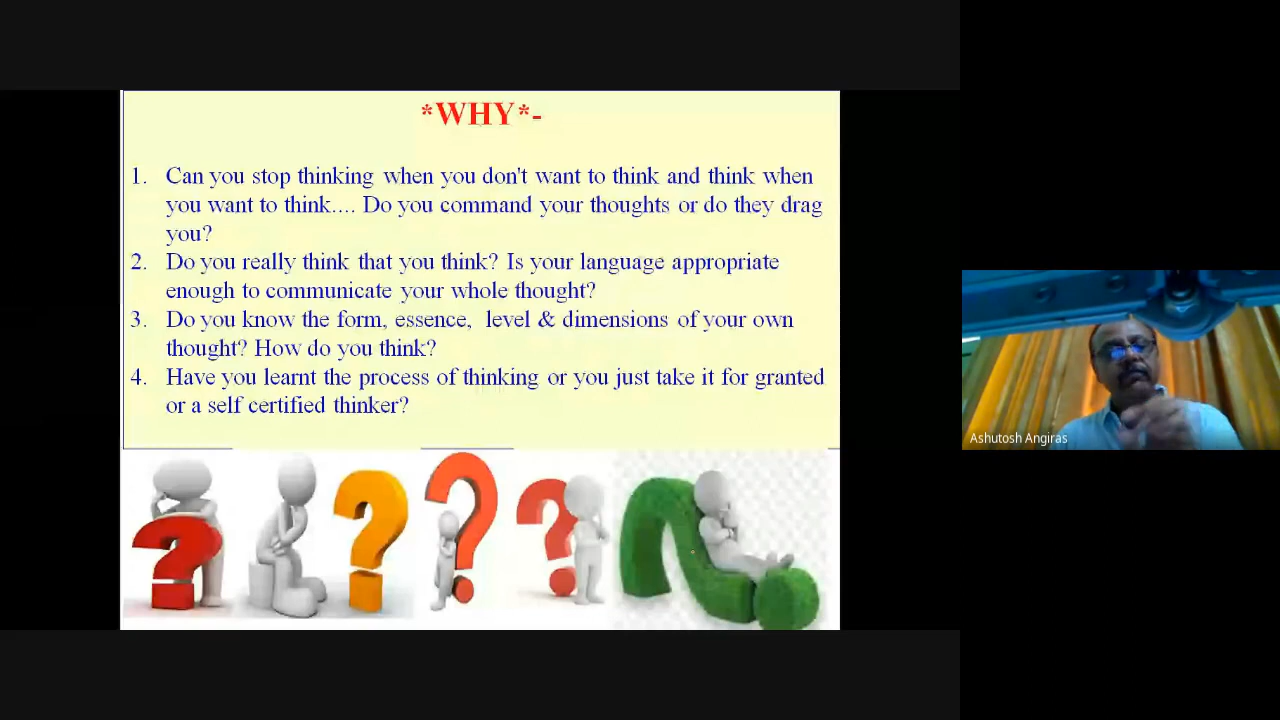 *WHY*-
1. Can you stop thinking when you don't want to think and think when
you want to think.... Do you command your thoughts or do they drag
you?
2. Do you really think that you think? Is your language appropriate
enough to communicate your whole thought?
3. Do you know the form, essence, level & dimensions of your own
thought? How do you think?
4. Have you learnt the process of thinking or you just take it for granted
or a self certified thinker?
Ashutosh Angiras